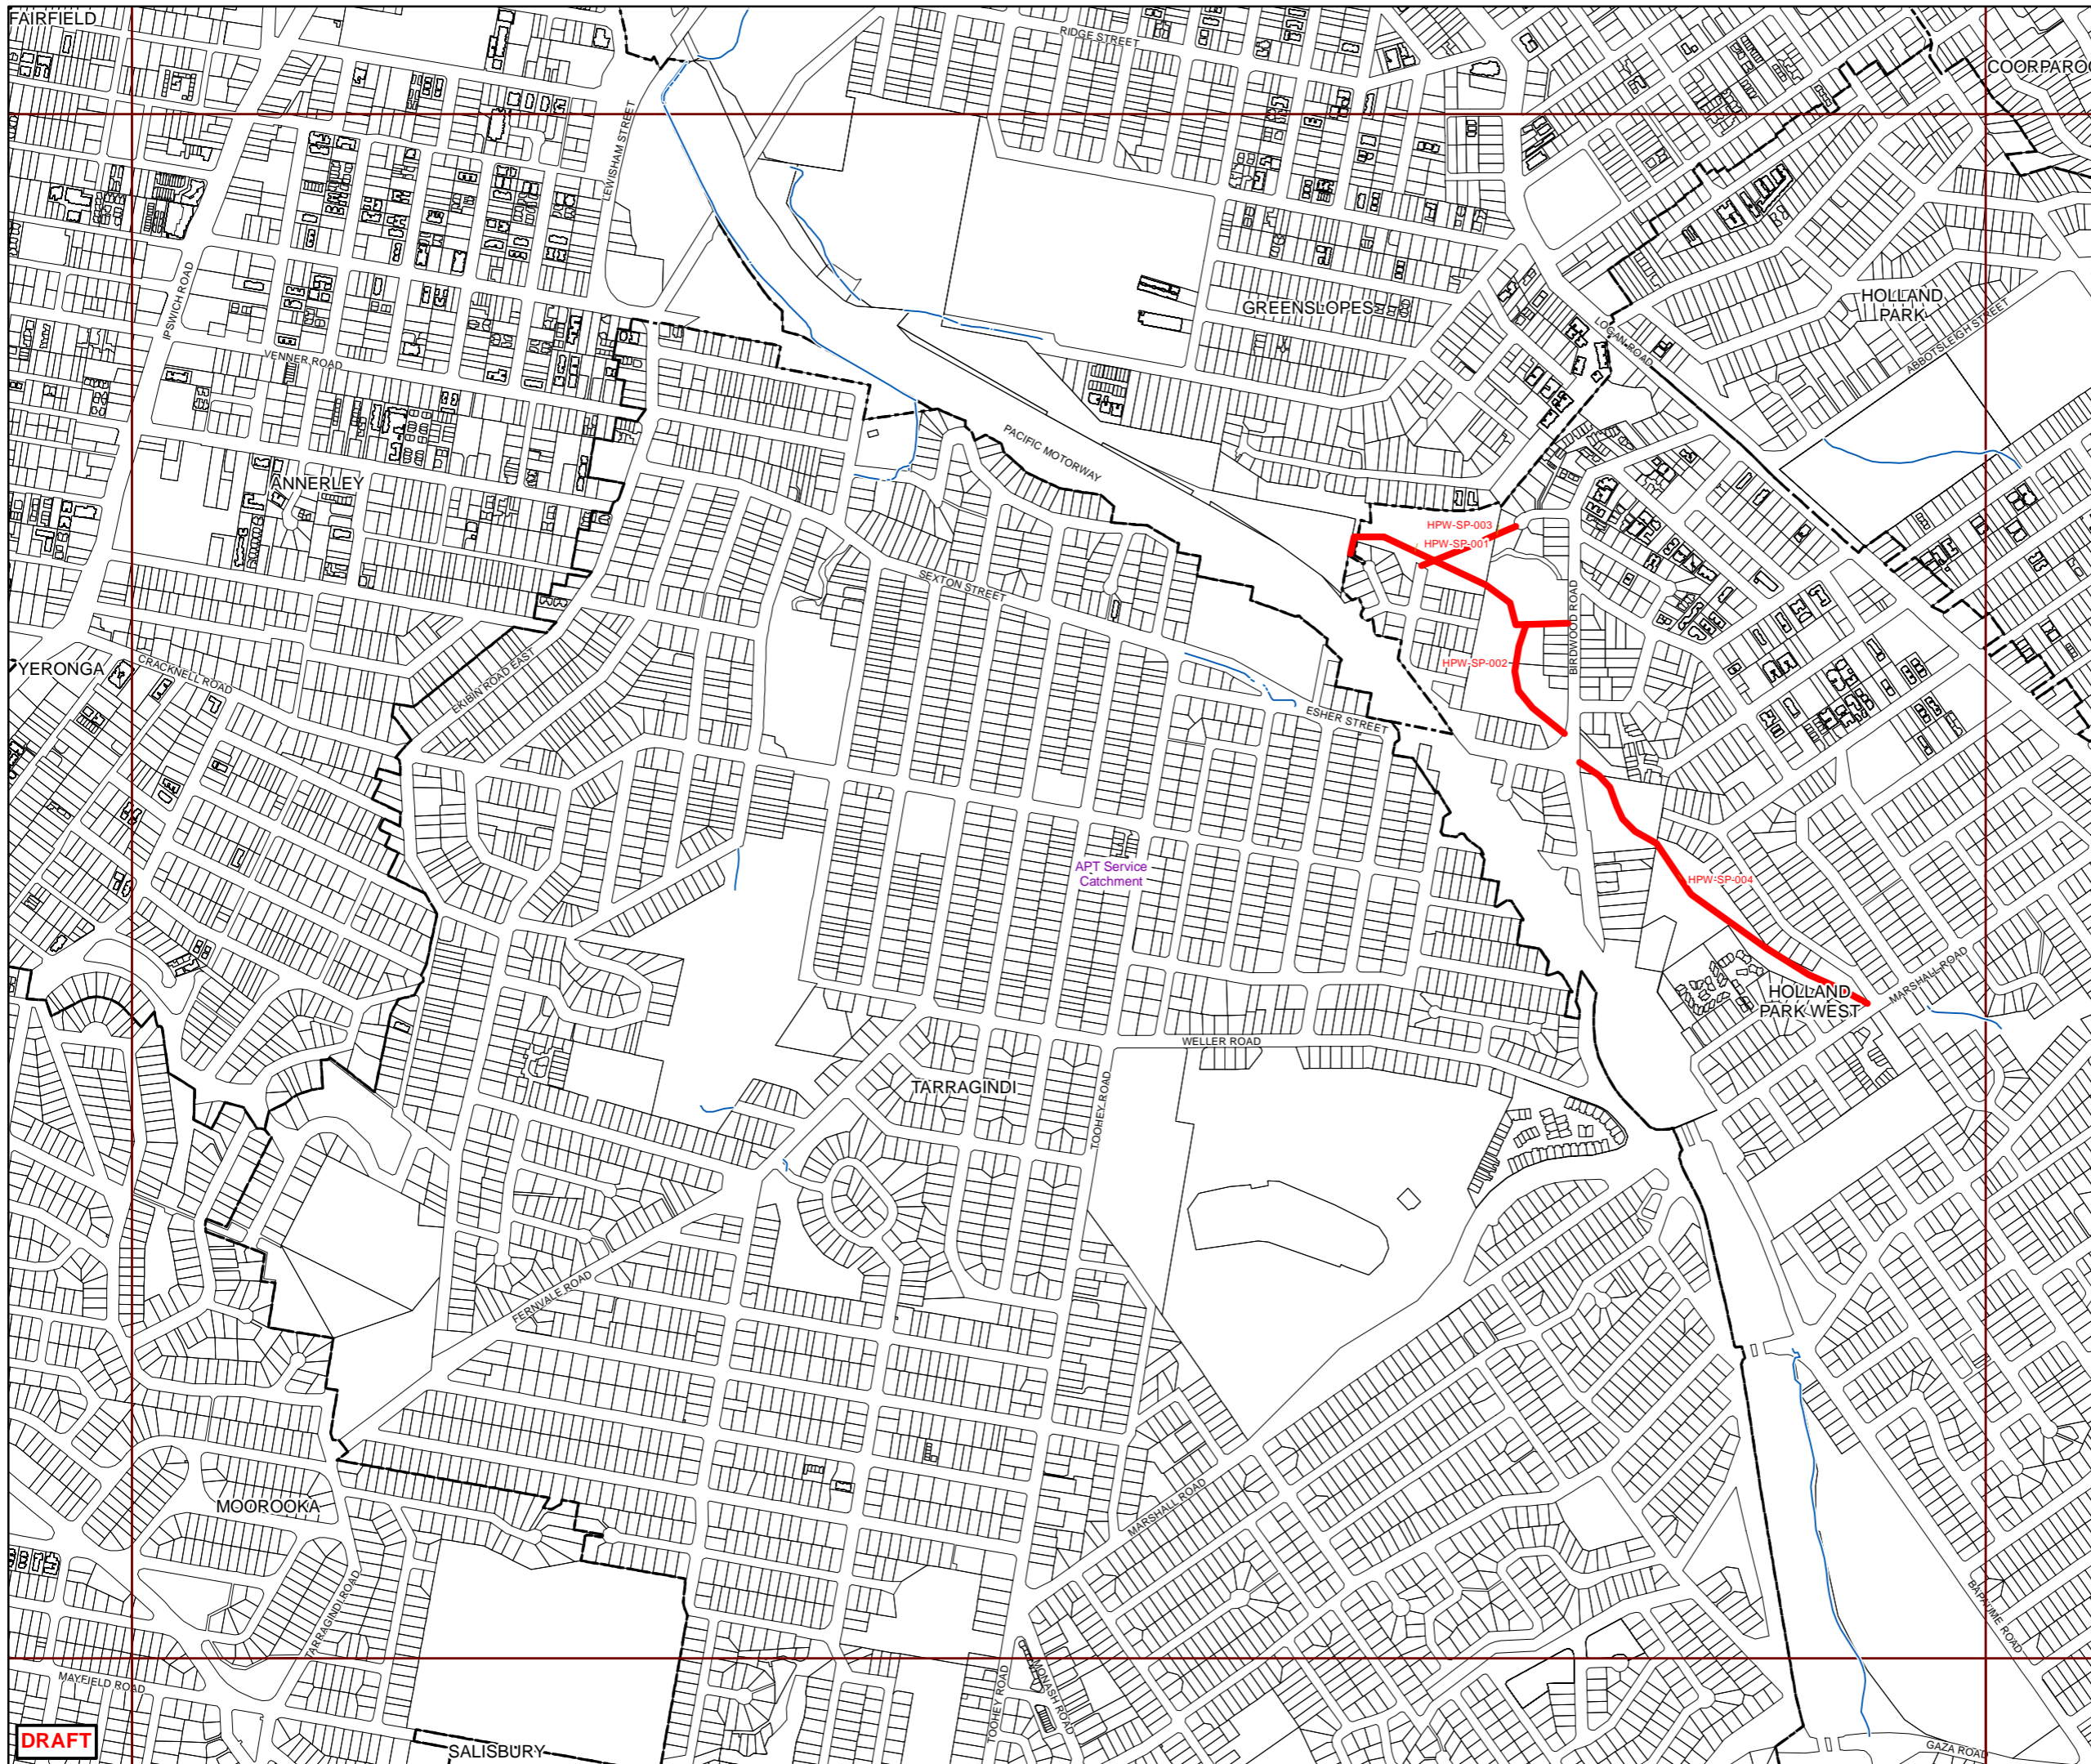 FAIRFIELD
RIDGE STREET
COORPAROO
LEWISHAM STREET
IPSWICH ROAD
GREENSLOPES
HOLLAND
PARK
LOGAN ROAD
ABBOTSLEIGH STREET
VENNER ROAD
PACIFIC MOTORWAY
ANNERLEY
HPW-SP-003
HPW-SP-001
SEXTON STREET
BIRDWOOD ROAD
HPW-SP-002
YERONGA
CRACKNELL ROAD
EKIBIN ROAD EAST
ESHER STREET
APT Service
Catchment
HPW-SP-004
MARSHALL ROAD
HOLLAND
PARK WEST
WELLER ROAD
TARRAGINDI
TOOHEY ROAD
FERNVALE ROAD
MOOROOKA
MARSHALL ROAD
TARRAGINDI ROAD
BAPAUME ROAD
MAYFIELD ROAD
TOOHEY ROAD
MONASH ROAD
DRAFT
SALISBURY
GAZA ROAD